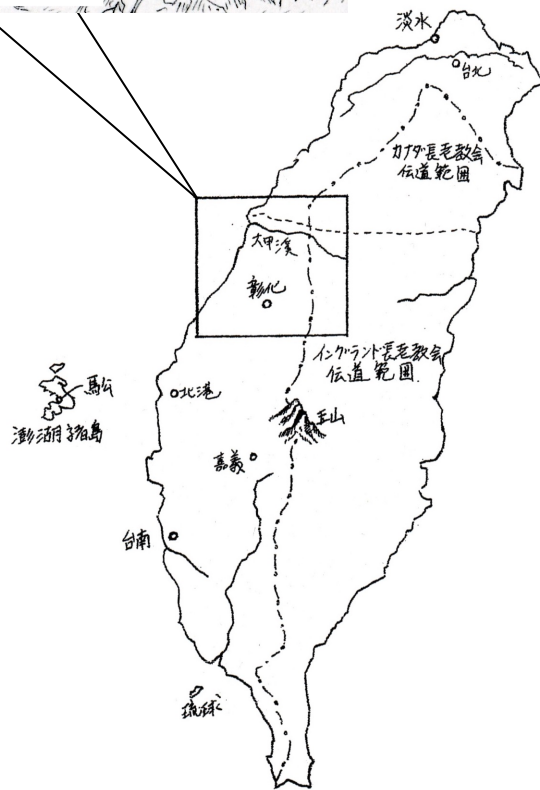 淡水
台北
カナダ長老教会
伝道範囲
大甲溪
彰化
イングランド長老教会
伝道範囲.
馬公
北港
澎湖諸島
玉山
嘉義
台南
琉球